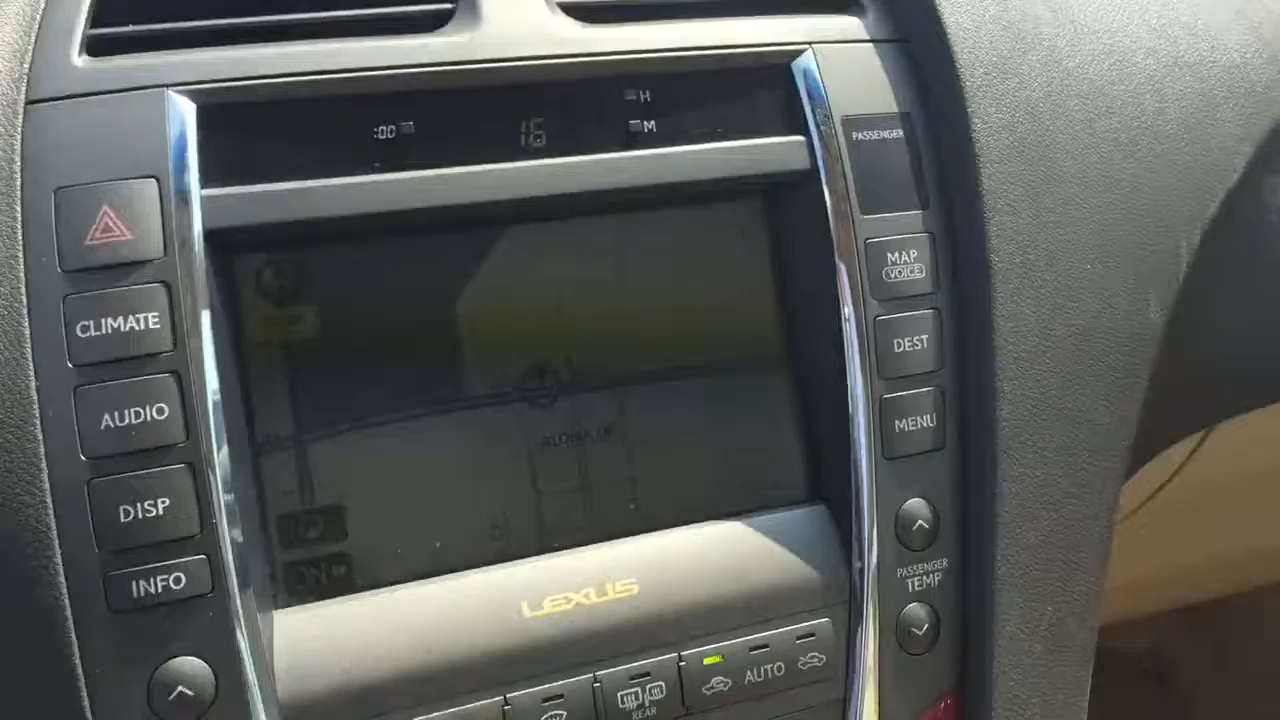 H
:00
16
M
PASSENGER
MAP
VOICE
CLIMATE
DEST
AUDIO
MENU
DISP
INFO
PASSENGER
TEMP
LEXUS
AUTO
REAR